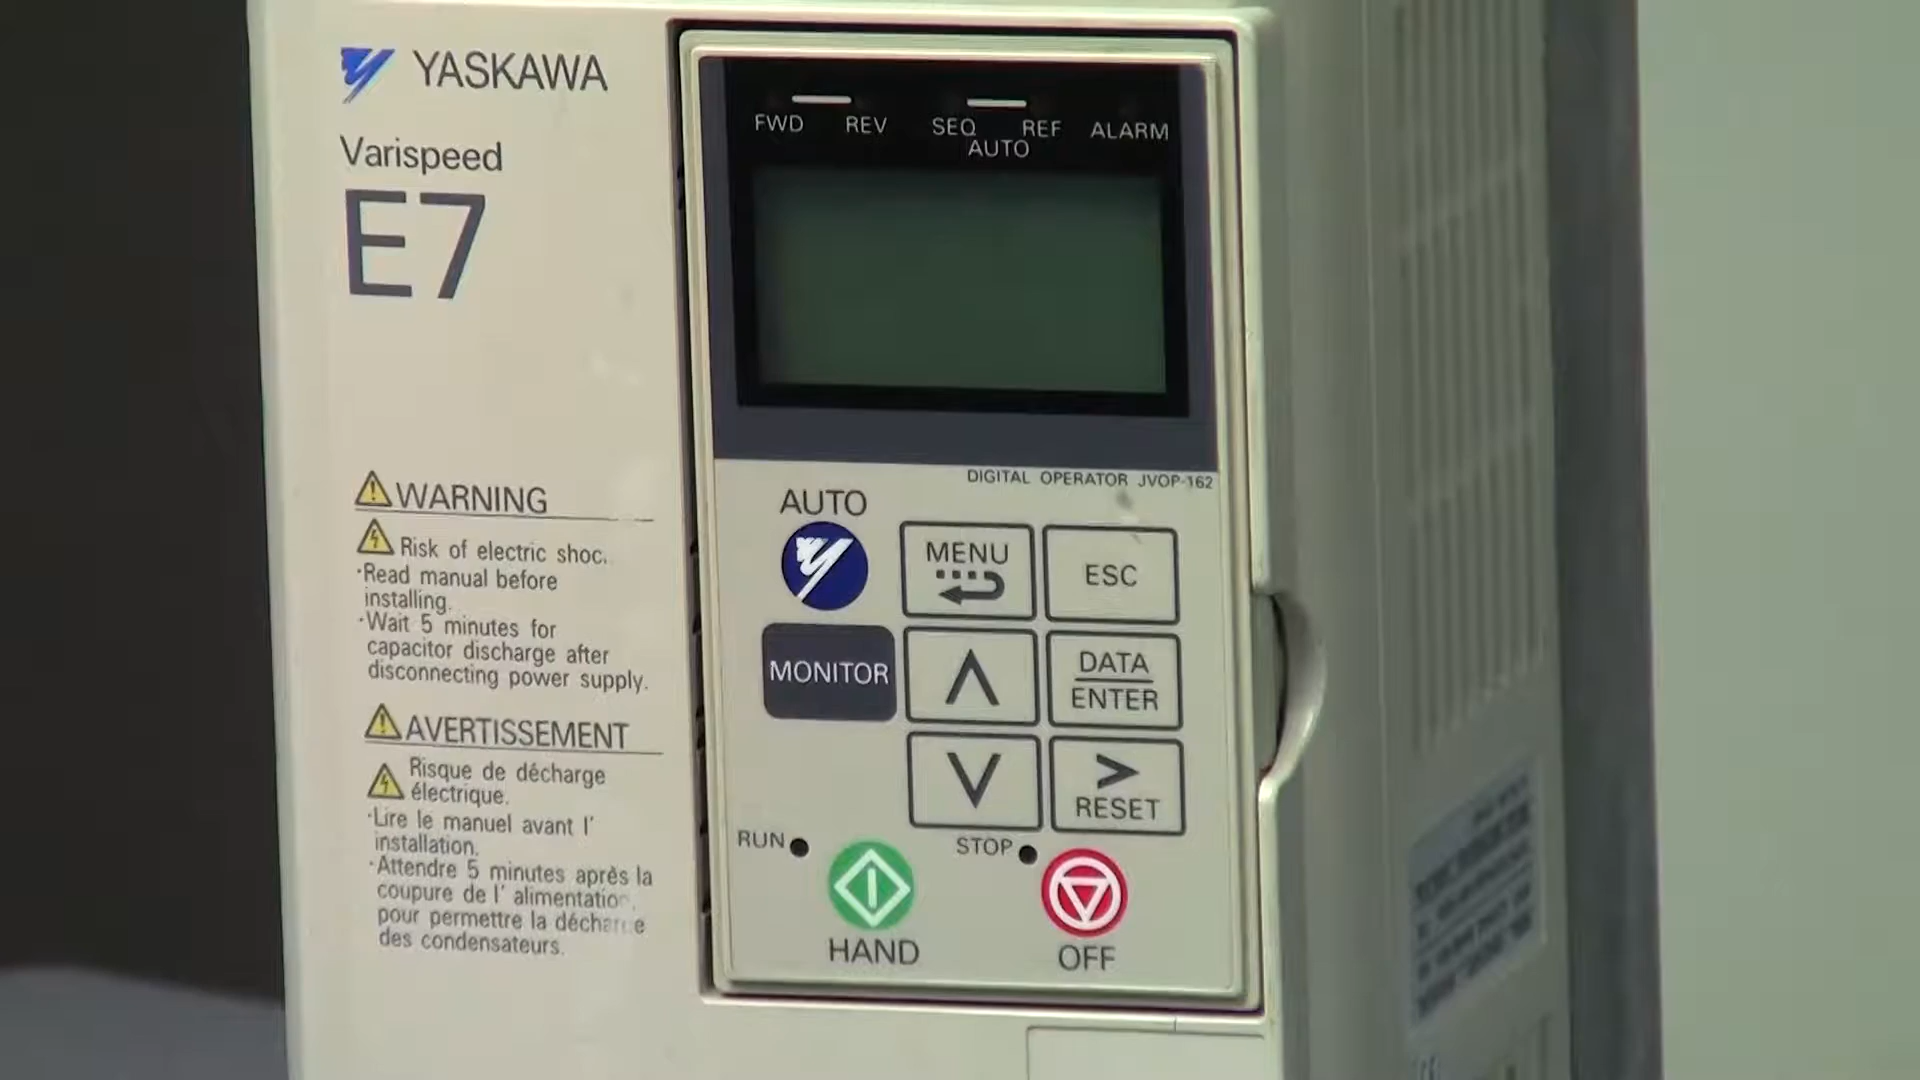 YASKAWA
Varispeed
E7
WARNING
Risk of electric shoc.
·Read manual before
installing.
·Wait 5 minutes for
capacitor discharge after
disconnecting power supply.
AVERTISSEMENT
Risque de décharge
électrique.
·Lire le manuel avant l'
installation.
·Attendre 5 minutes après la
coupure de l' alimentation,
pour permettre la décharge
des condensateurs.
FWD REV SEQ REF ALARM
AUTO
DIGITAL OPERATOR JVOP-162
AUTO
MENU
ESC
MONITOR
DATA
ENTER
RESET
RUN
STOP
HAND
OFF